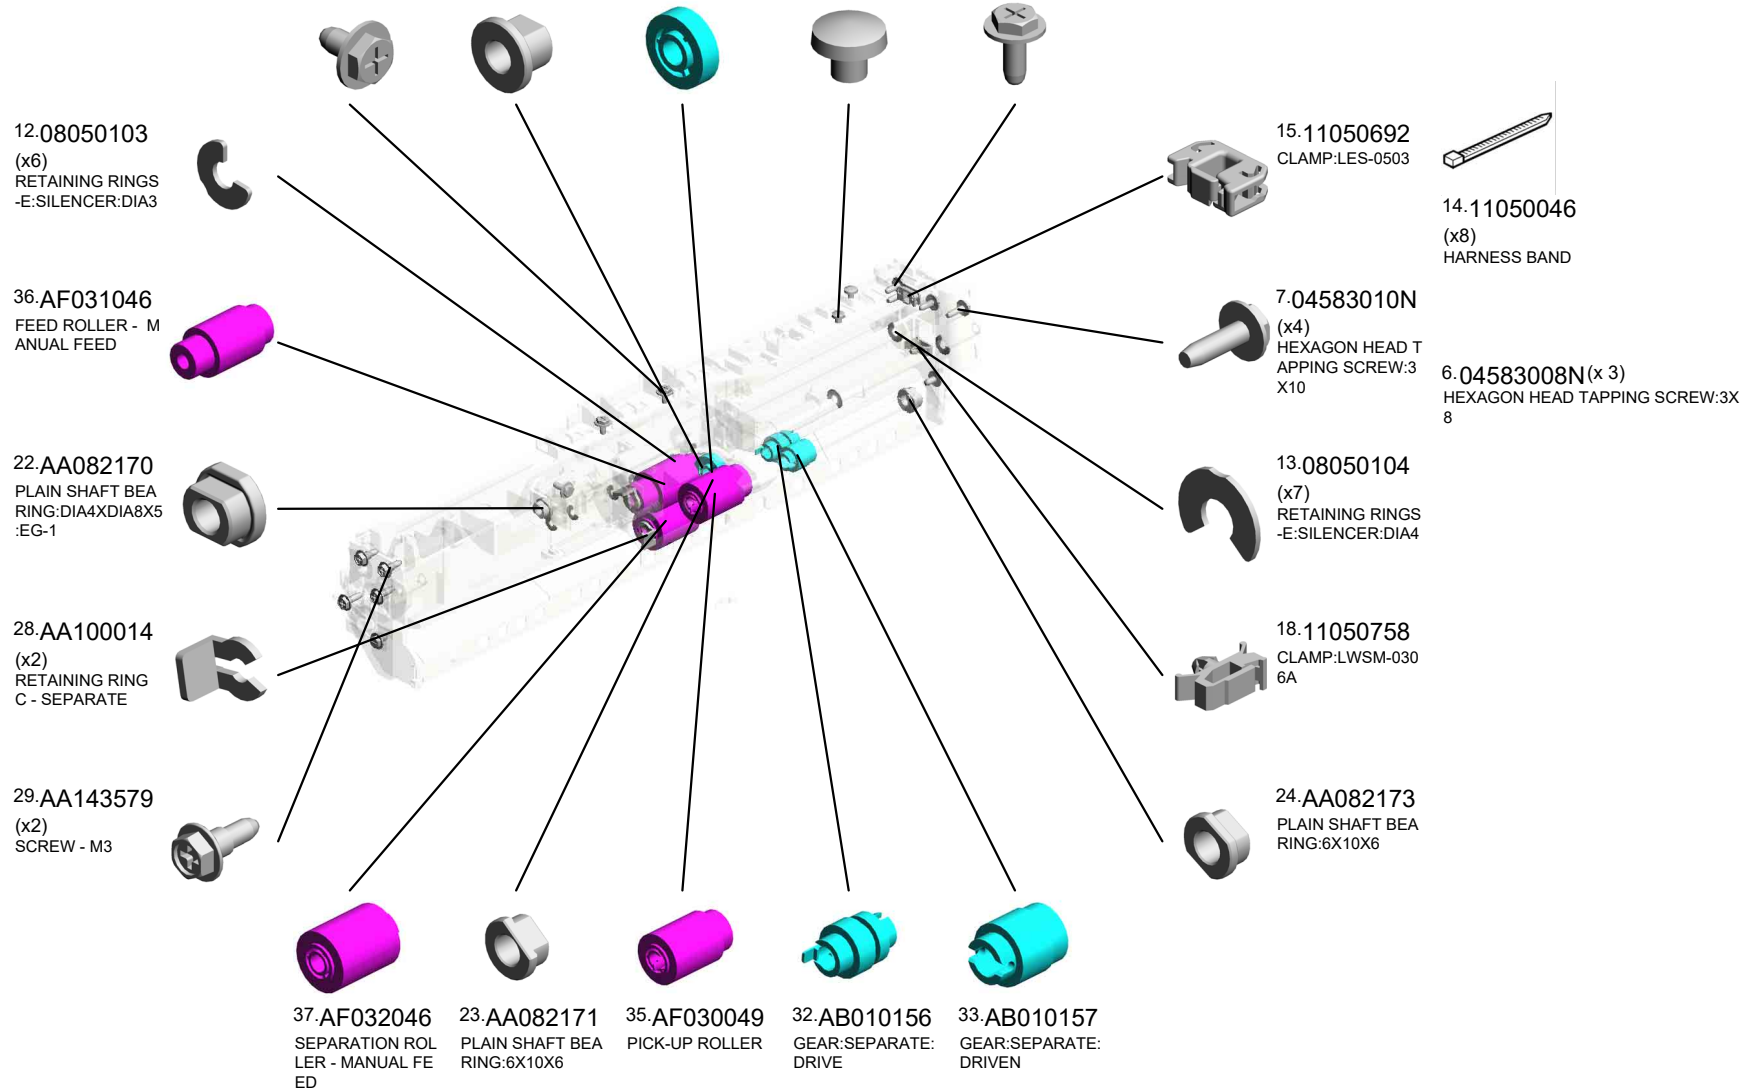 12.08050103
(x6)
RETAINING RINGS
-E:SILENCER:DIA3
36.AF031046
FEED ROLLER - M
ANUAL FEED
22.AA082170
PLAIN SHAFT BEA
RING:DIA4XDIA8X5
:EG-1
28.AA100014
(x2)
RETAINING RING
C - SEPARATE
29.AA143579
(x2)
SCREW - M3
15.11050692
CLAMP:LES-0503
14.11050046
(x8)
HARNESS BAND
7.04583010N
(x4)
HEXAGON HEAD T
APPING SCREW:3
X10
6.04583008N(x 3)
HEXAGON HEAD TAPPING SCREW:3X
8
13.08050104
(x7)
RETAINING RINGS
-E:SILENCER:DIA4
18.11050758
CLAMP:LWSM-030
6A
24.AA082173
PLAIN SHAFT BEA
RING:6X10X6
37.AF032046
SEPARATION ROL
LER - MANUAL FE
ED
23.AA082171
PLAIN SHAFT BEA
RING:6X10X6
35.AF030049
PICK-UP ROLLER
32.AB010156
GEAR:SEPARATE:
DRIVE
33.AB010157
GEAR:SEPARATE:
DRIVEN